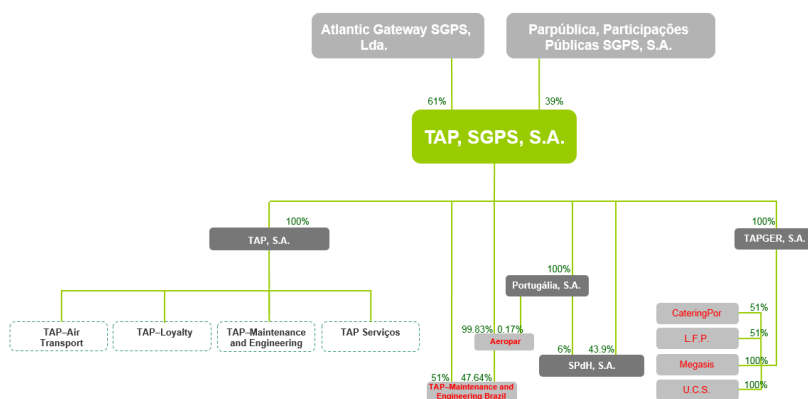 Atlantic Gateway SGPS,
Lda.
Parpública, Participações
Públicas SGPS, S.A.
61%
39%
TAP, SGPS, S.A.
100%
TAP, S.A.
100%
TAPGER, S.A.
100%
Portugália, S.A.
TAP–Air
Transport
TAP–Loyalty
TAP–Maintenance
and Engineering
TAP Serviços
99.83%
0.17%
Aeropar
6%
43.9%
SPdH, S.A.
51%
47.64%
TAP–Maintenance and
Engineering Brazil
CateringPor
51%
L.F.P.
51%
Megasis
100%
U.C.S.
100%